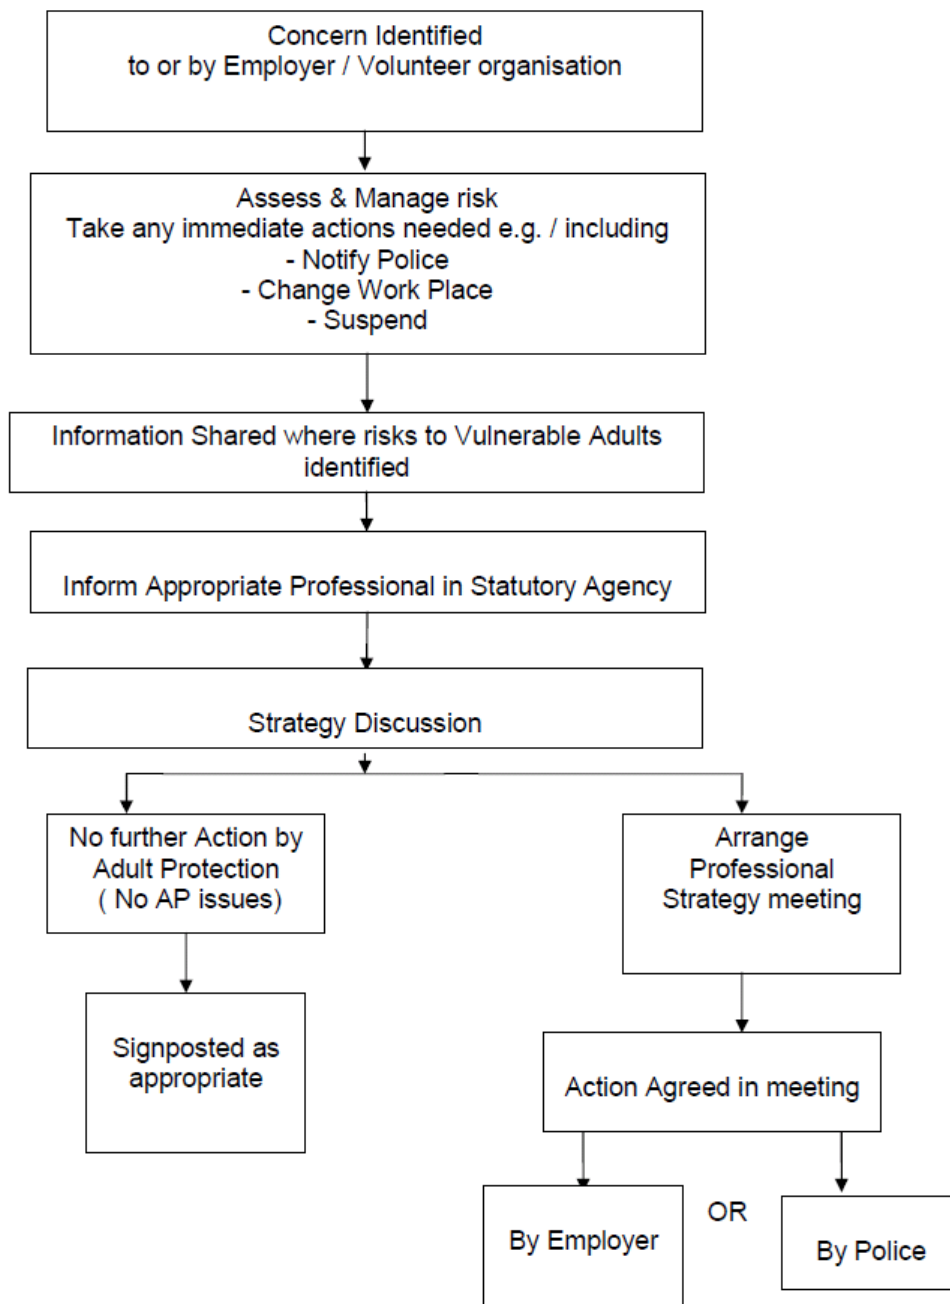 Concern Identified
to or by Employer / Volunteer organisation
Assess & Manage risk
Take any immediate actions needed e.g. / including
- Notify Police
- Change Work Place
- Suspend
Information Shared where risks to Vulnerable Adults
identified
Inform Appropriate Professional in Statutory Agency
Strategy Discussion
No further Action by
Adult Protection
( No AP issues)
Signposted as
appropriate
Arrange
Professional
Strategy meeting
Action Agreed in meeting
By Employer
OR
By Police